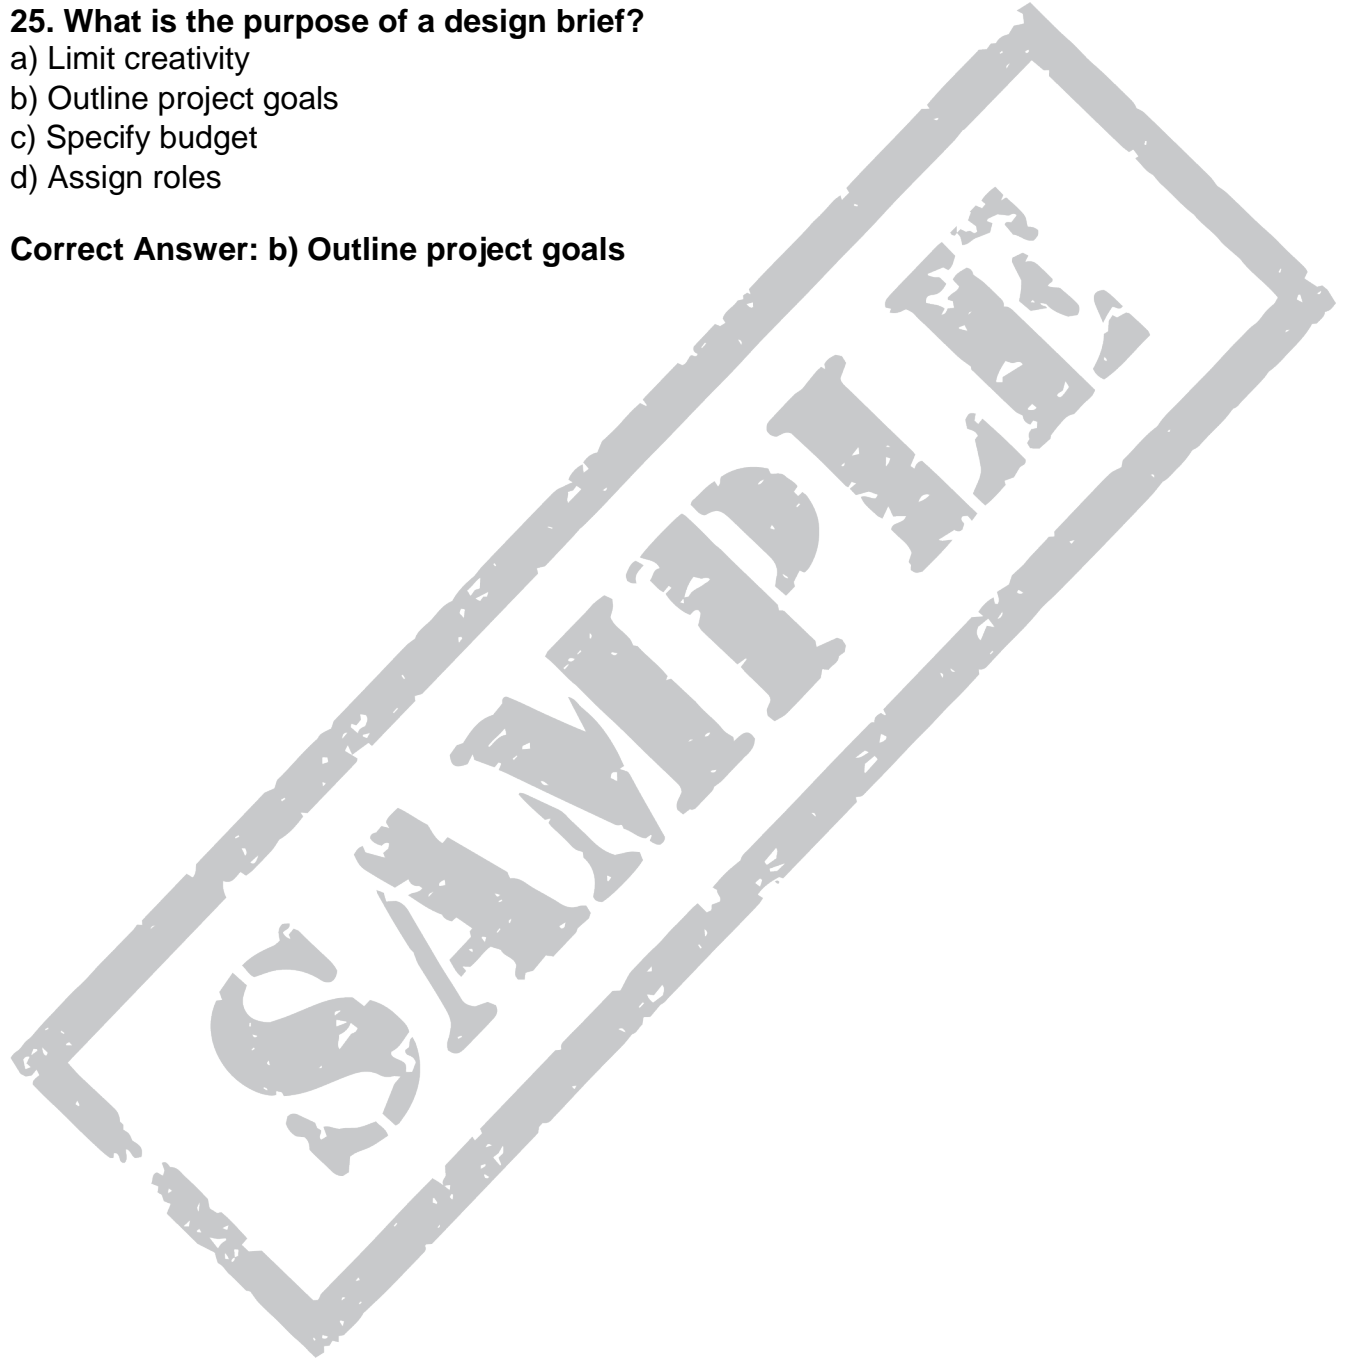 25. What is the purpose of a design brief?
a) Limit creativity
b) Outline project goals
c) Specify budget
d) Assign roles
Correct Answer: b) Outline project goals
SAMPLE